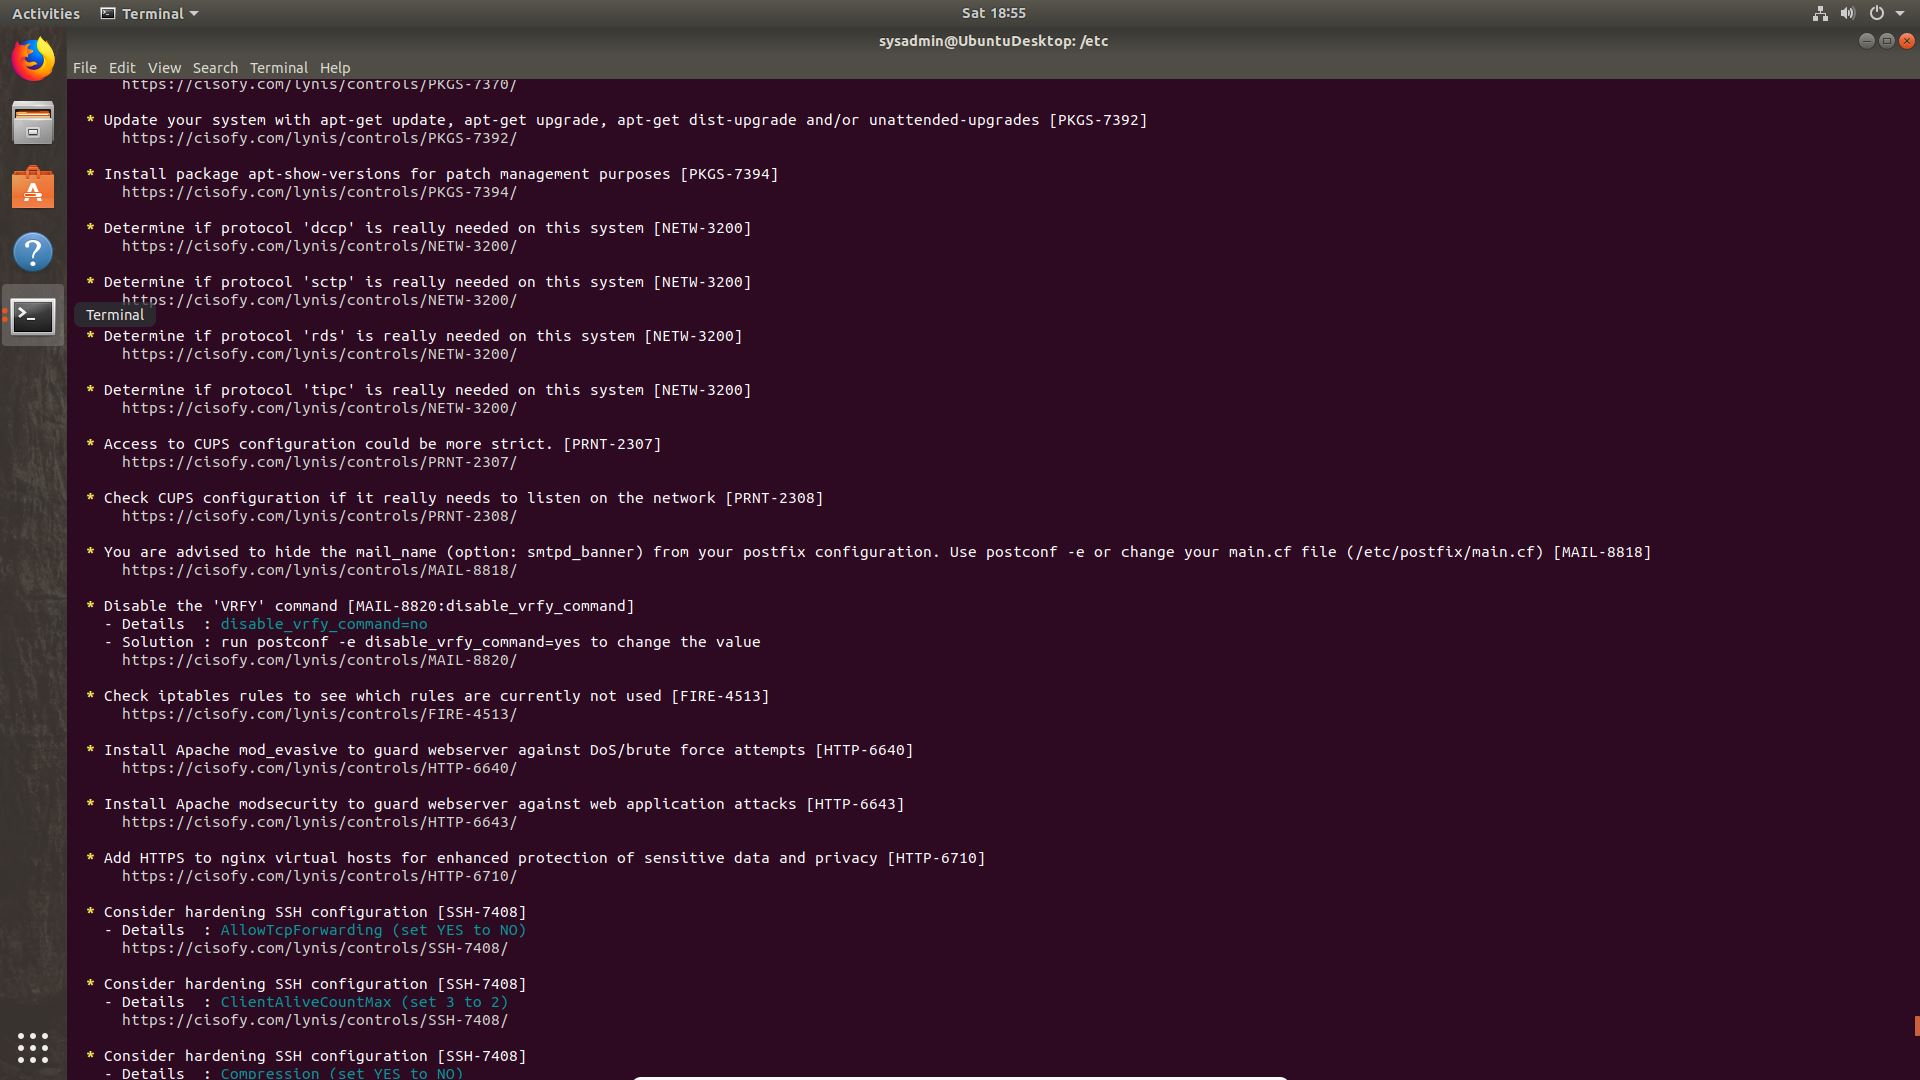 Activities
Terminal
Sat 18:55
sysadmin@UbuntuDesktop: /etc
File Edit View Search Terminal Help
https://cisofy.com/lynis/controls/PKGS-7370/
* Update your system with apt-get update, apt-get upgrade, apt-get dist-upgrade and/or unattended-upgrades [PKGS-7392]
https://cisofy.com/lynis/controls/PKGS-7392/
* Install package apt-show-versions for patch management purposes [PKGS-7394]
https://cisofy.com/lynis/controls/PKGS-7394/
* Determine if protocol 'dccp' is really needed on this system [NETW-3200]
https://cisofy.com/lynis/controls/NETW-3200/
* Determine if protocol 'sctp' is really needed on this system [NETW-3200]
https://cisofy.com/lynis/controls/NETW-3200/
Terminal
* Determine if protocol 'rds' is really needed on this system [NETW-3200]
https://cisofy.com/lynis/controls/NETW-3200/
* Determine if protocol 'tipc' is really needed on this system [NETW-3200]
https://cisofy.com/lynis/controls/NETW-3200/
* Access to CUPS configuration could be more strict. [PRNT-2307]
https://cisofy.com/lynis/controls/PRNT-2307/
* Check CUPS configuration if it really needs to listen on the network [PRNT-2308]
https://cisofy.com/lynis/controls/PRNT-2308/
* You are advised to hide the mail_name (option: smtpd_banner) from your postfix configuration. Use postconf -e or change your main.cf file (/etc/postfix/main.cf) [MAIL-8818]
https://cisofy.com/lynis/controls/MAIL-8818/
* Disable the 'VRFY' command [MAIL-8820:disable_vrfy_command]
- Details : disable_vrfy_command=no
- Solution : run postconf -e disable_vrfy_command=yes to change the value
https://cisofy.com/lynis/controls/MAIL-8820/
* Check iptables rules to see which rules are currently not used [FIRE-4513]
https://cisofy.com/lynis/controls/FIRE-4513/
* Install Apache mod_evasive to guard webserver against DoS/brute force attempts [HTTP-6640]
https://cisofy.com/lynis/controls/HTTP-6640/
* Install Apache modsecurity to guard webserver against web application attacks [HTTP-6643]
https://cisofy.com/lynis/controls/HTTP-6643/
* Add HTTPS to nginx virtual hosts for enhanced protection of sensitive data and privacy [HTTP-6710]
https://cisofy.com/lynis/controls/HTTP-6710/
* Consider hardening SSH configuration [SSH-7408]
- Details : AllowTcpForwarding (set YES to NO)
https://cisofy.com/lynis/controls/SSH-7408/
* Consider hardening SSH configuration [SSH-7408]
- Details : ClientAliveCountMax (set 3 to 2)
https://cisofy.com/lynis/controls/SSH-7408/
* Consider hardening SSH configuration [SSH-7408]
- Details : Compression (set YES to NO)